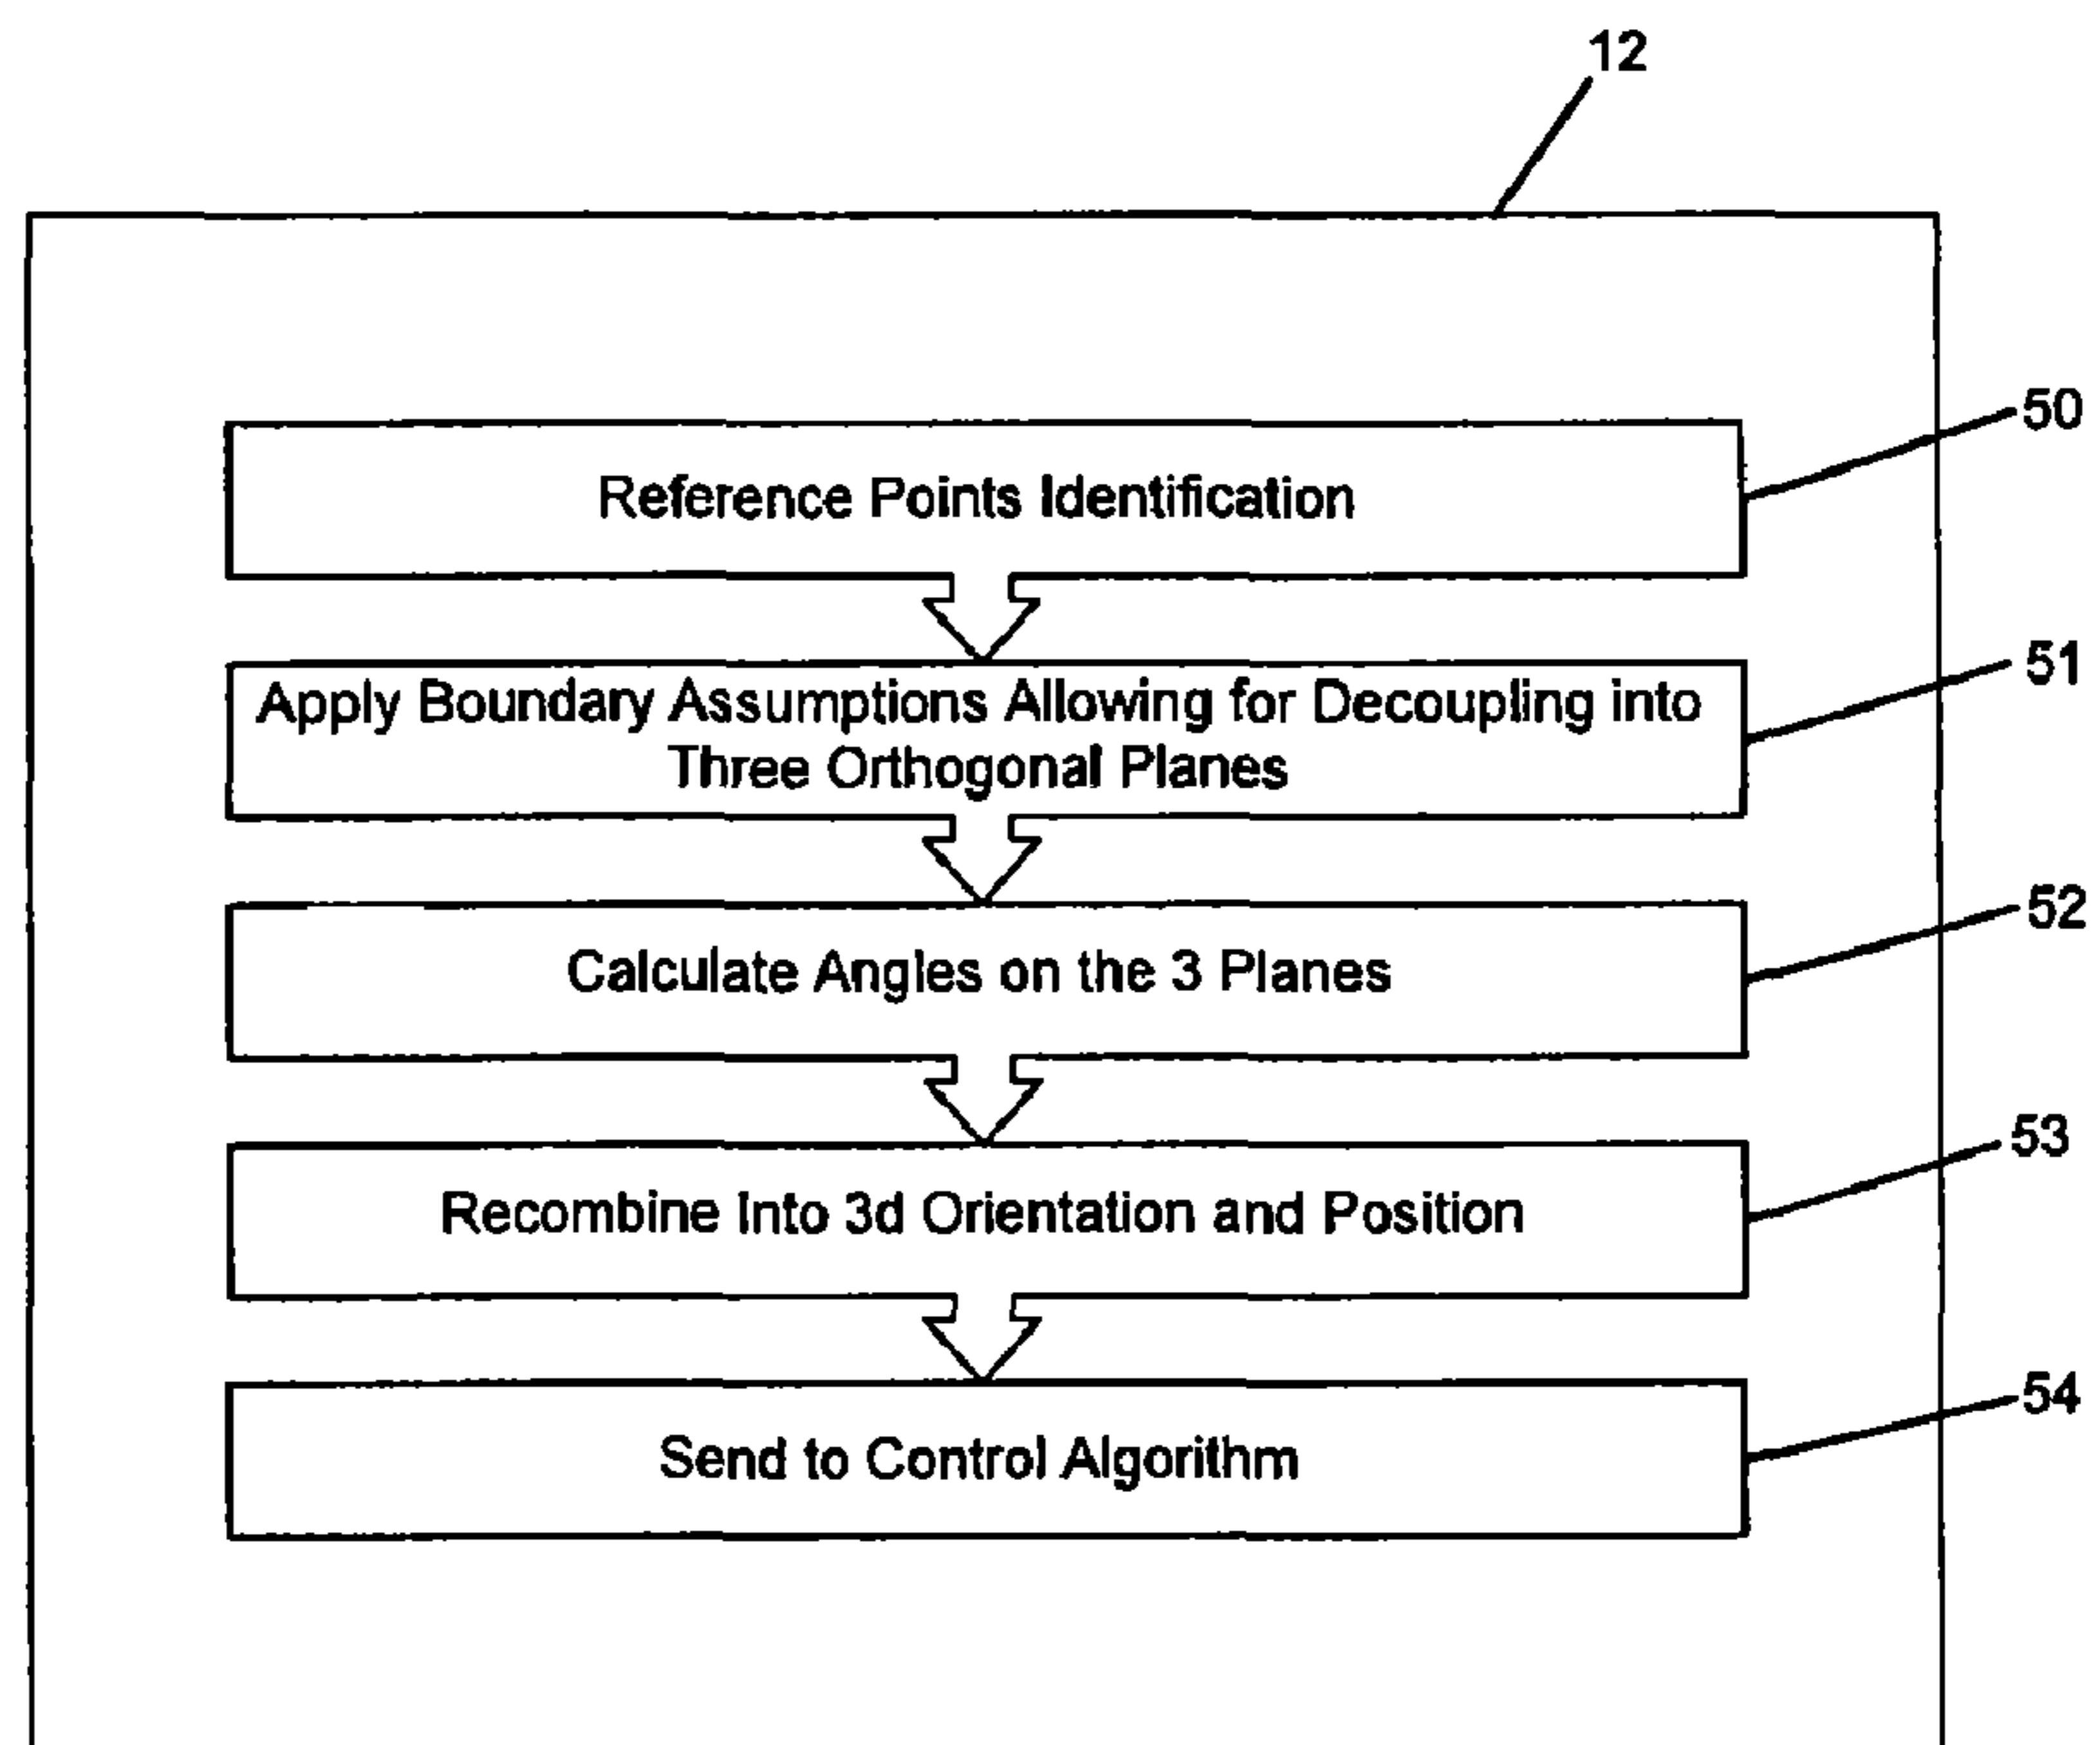 12
50
Reference Points Identification
51
Apply Boundary Assumptions Allowing for Decoupling into
Three Orthogonal Planes
52
Calculate Angles on the 3 Planes
53
Recombine Into 3d Orientation and Position
54
Send to Control Algorithm